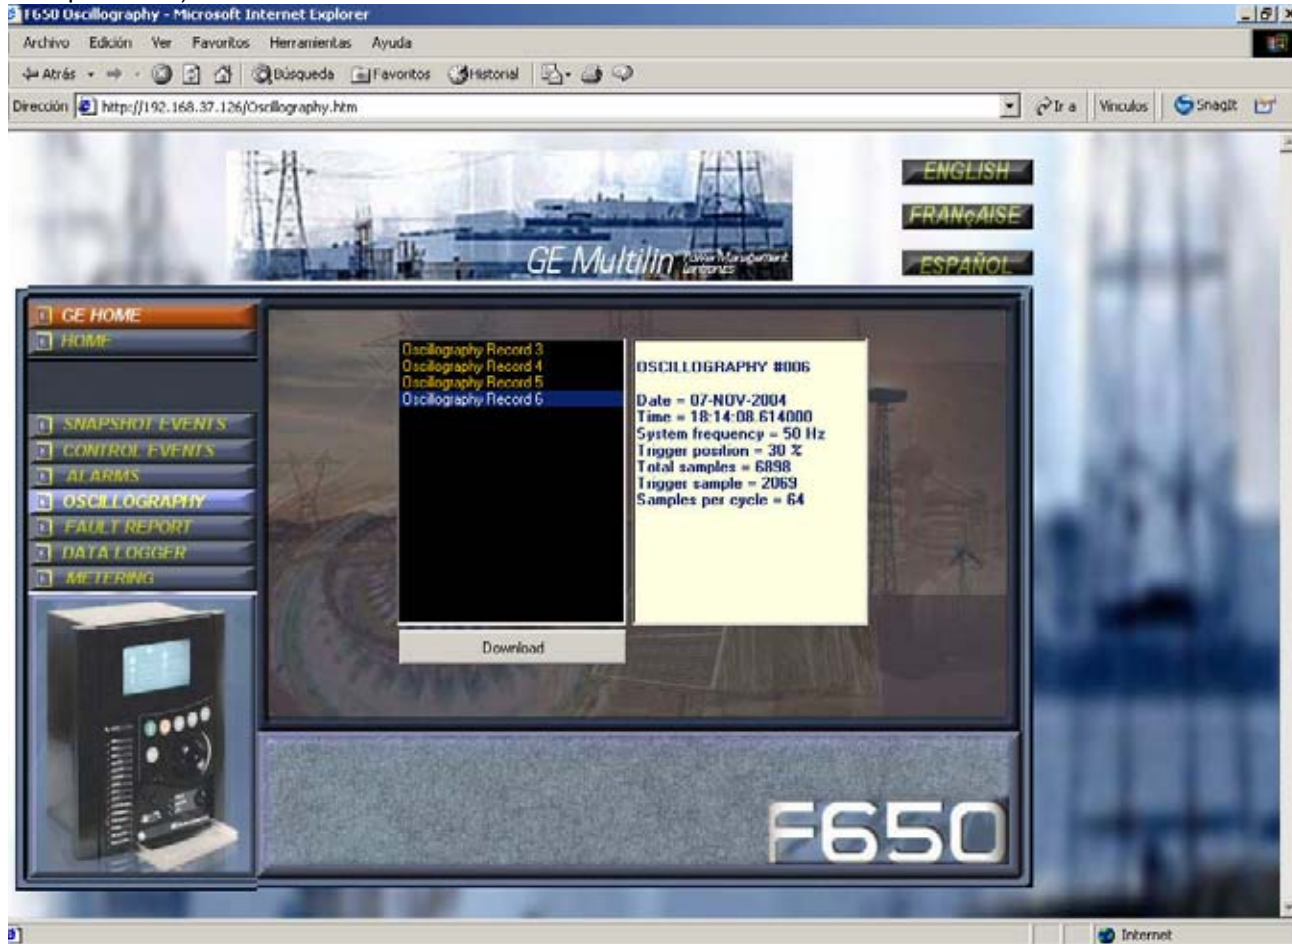 F650 Oscillography - Microsoft Internet Explorer
Archivo Edición Ver Favoritos Herramientas Ayuda
Atrás Búsqueda Favoritos Historial
Dirección http://192.168.37.126/Oscillography.htm Ir a Vínculos SnagIt
ENGLISH
FRANçAISE
ESPAÑOL
GE Multilin Power Management
GE HOME
HOME
SNAPSHOT EVENTS
CONTROL EVENTS
ALARMS
OSCILLOGRAPHY
FAULT REPORT
DATA LOGGER
METERING
Oscillography Record 3
Oscillography Record 4
Oscillography Record 5
Oscillography Record 6
Download
OSCILLOGRAPHY #006
Date = 07-NOV-2004
Time = 18:14:08.614000
System frequency = 50 Hz
Trigger position = 30 %
Total samples = 6898
Trigger sample = 2069
Samples per cycle = 64
F650
Internet